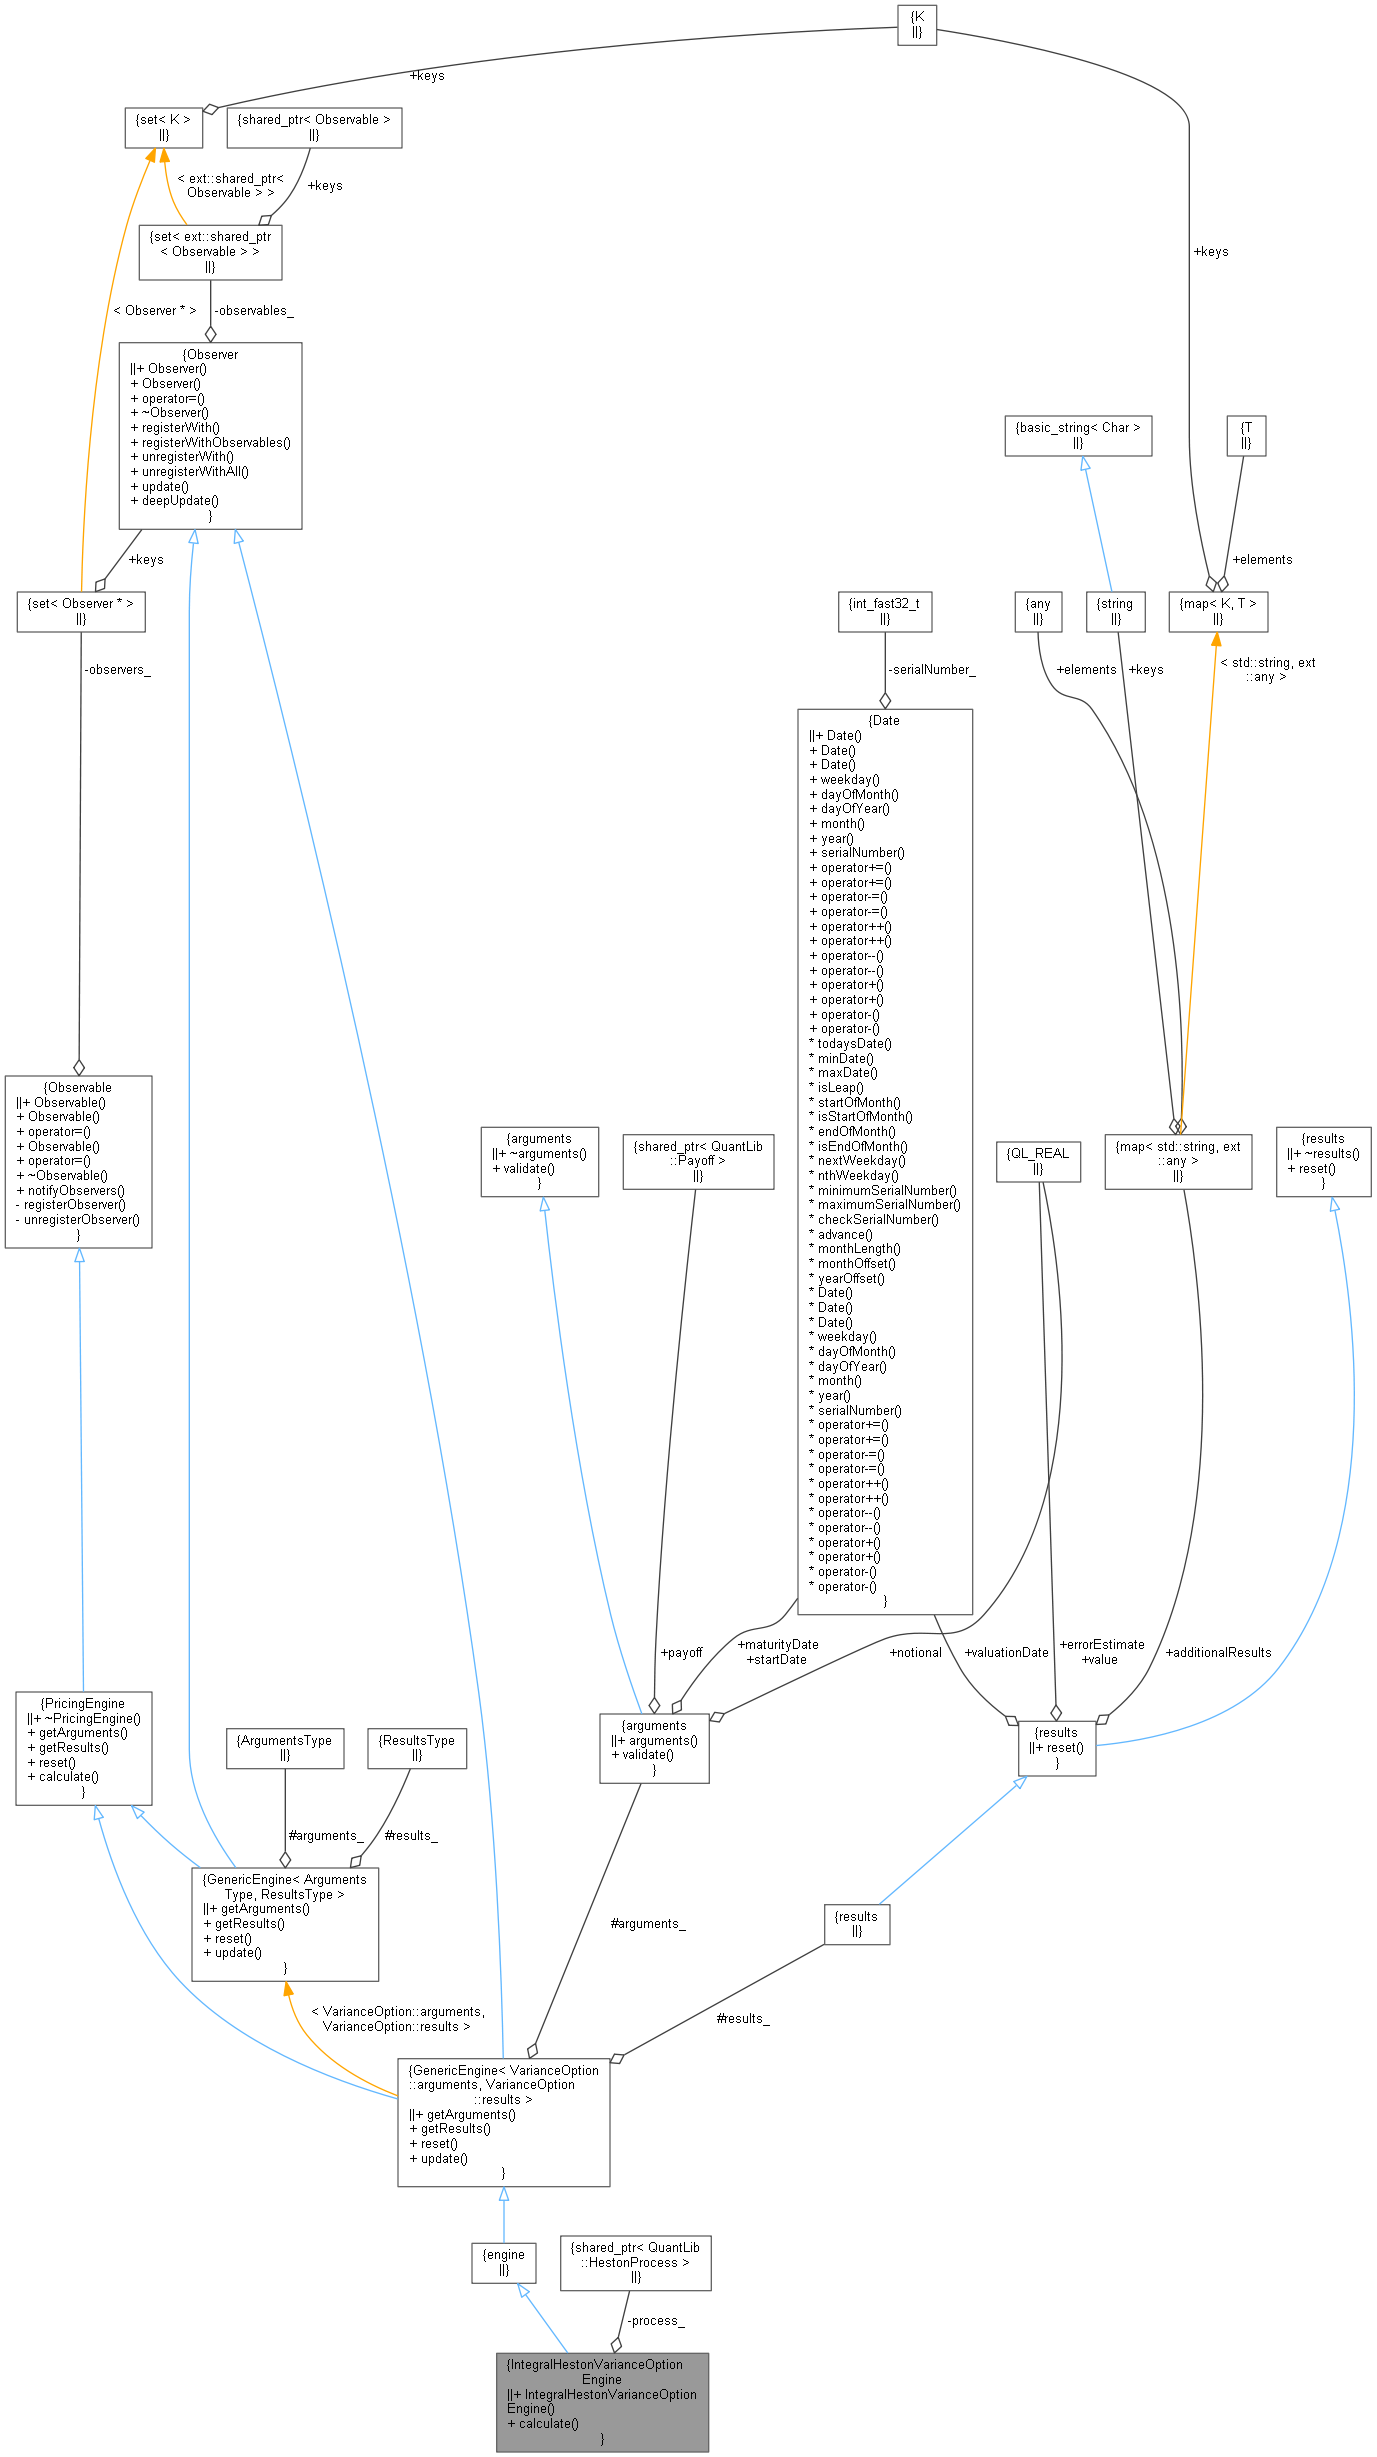 {K
||}
+keys
{set< K >
||}
{shared_ptr< Observable >
||}
< ext::shared_ptr<
Observable > >
+keys
{set< ext::shared_ptr
< Observable > >
||}
+keys
< Observer * >
-observables_
{Observer
||+ Observer()
+ Observer()
+ operator=()
+ ~Observer()
+ registerWith()
+ registerWithObservables()
+ unregisterWith()
+ unregisterWithAll()
+ update()
+ deepUpdate()
}
{basic_string< Char >
||}
{T
||}
+keys
+elements
{set< Observer * >
||}
{int_fast32_t
||}
{any
||}
{string
||}
{map< K, T >
||}
-observers_
-serialNumber_
+elements
+keys
< std::string, ext
::any >
{Date
||+ Date()
+ Date()
+ Date()
+ weekday()
+ dayOfMonth()
+ dayOfYear()
+ month()
+ year()
+ serialNumber()
+ operator+=()
+ operator+=()
+ operator-=()
+ operator-=()
+ operator++()
+ operator++()
+ operator--()
+ operator--()
+ operator+()
+ operator+()
+ operator-()
+ operator-()
* todaysDate()
* minDate()
* maxDate()
* isLeap()
* startOfMonth()
* isStartOfMonth()
* endOfMonth()
* isEndOfMonth()
* nextWeekday()
* nthWeekday()
* minimumSerialNumber()
* maximumSerialNumber()
* checkSerialNumber()
* advance()
* monthLength()
* monthOffset()
* yearOffset()
* Date()
* Date()
* Date()
* weekday()
* dayOfMonth()
* dayOfYear()
* month()
* year()
* serialNumber()
* operator+=()
* operator+=()
* operator-=()
* operator-=()
* operator++()
* operator++()
* operator--()
* operator--()
* operator+()
* operator+()
* operator-()
* operator-()
}
{Observable
||+ Observable()
+ Observable()
+ operator=()
+ Observable()
+ operator=()
+ ~Observable()
+ notifyObservers()
- registerObserver()
- unregisterObserver()
}
{arguments
||+ ~arguments()
+ validate()
}
{shared_ptr< QuantLib
::Payoff >
||}
{QL_REAL
||}
{map< std::string, ext
::any >
||}
{results
||+ ~results()
+ reset()
}
+payoff
+maturityDate
+startDate
+notional
+valuationDate
+errorEstimate
+value
+additionalResults
{PricingEngine
||+ ~PricingEngine()
+ getArguments()
+ getResults()
+ reset()
+ calculate()
}
{ArgumentsType
||}
{ResultsType
||}
{arguments
||+ arguments()
+ validate()
}
{results
||+ reset()
}
#arguments_
#results_
{GenericEngine< Arguments
Type, ResultsType >
||+ getArguments()
+ getResults()
+ reset()
+ update()
}
#arguments_
{results
||}
< VarianceOption::arguments,
VarianceOption::results >
#results_
{GenericEngine< VarianceOption
::arguments, VarianceOption
::results >
||+ getArguments()
+ getResults()
+ reset()
+ update()
}
{engine
||}
{shared_ptr< QuantLib
::HestonProcess >
||}
-process_
{IntegralHestonVarianceOption
Engine
||+ IntegralHestonVarianceOption
Engine()
+ calculate()
}